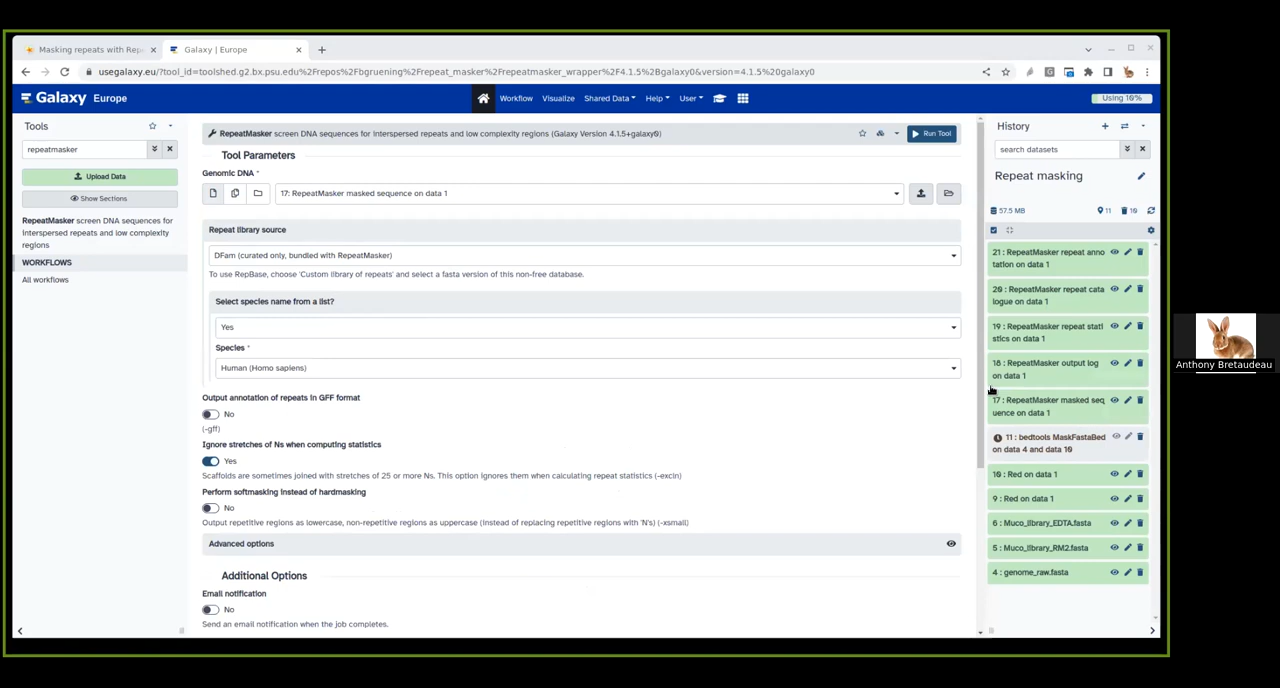 Masking repeats with Rep
Galaxy | Europe
usegalaxy.eu/?tool_id=toolshed.g2.bx.psu.edu%2Frepos%2Fbgruening%2Frepeat_masker%2Frepeatmasker_wrapper%2F4.1.5%2Bgalaxy0&version=4.1.5%20galaxy0
Galaxy Europe
Workflow Visualize Shared Data Help User
Using 10%
Tools
repeatmasker
Upload Data
Show Sections
RepeatMasker screen DNA sequences for
interspersed repeats and low complexity
regions
WORKFLOWS
All workflows
RepeatMasker screen DNA sequences for interspersed repeats and low complexity regions (Galaxy Version 4.1.5+galaxy0)
Run Tool
Tool Parameters
Genomic DNA *
17: RepeatMasker masked sequence on data 1
Repeat library source
DFam (curated only, bundled with RepeatMasker)
To use RepBase, choose 'Custom library of repeats' and select a fasta version of this non-free database.
Select species name from a list?
Yes
Species *
Human (Homo sapiens)
Output annotation of repeats in GFF format
No
(-gff)
Ignore stretches of Ns when computing statistics
Yes
Scaffolds are sometimes joined with stretches of 25 or more Ns. This option ignores them when calculating repeat statistics (-excln)
Perform softmasking instead of hardmasking
No
Output repetitive regions as lowercase, non-repetitive regions as uppercase (instead of replacing repetitive regions with 'N's) (-xsmall)
Advanced options
Additional Options
Email notification
No
Send an email notification when the job completes.
History
search datasets
Repeat masking
57.5 MB
11
10
21 : RepeatMasker repeat anno
tation on data 1
20 : RepeatMasker repeat cata
logue on data 1
19 : RepeatMasker repeat stati
stics on data 1
18 : RepeatMasker output log
on data 1
17 : RepeatMasker masked seq
uence on data 1
11 : bedtools MaskFastaBed
on data 4 and data 10
10 : Red on data 1
9 : Red on data 1
6 : Muco_library_EDTA.fasta
5 : Muco_library_RM2.fasta
4 : genome_raw.fasta
Anthony Bretaudeau